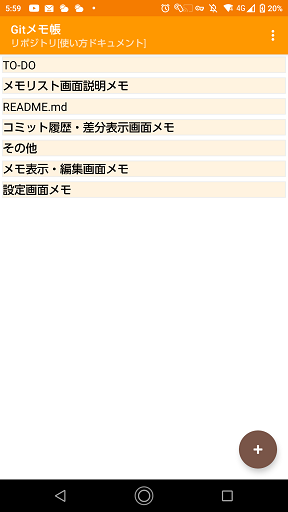 5:59
4G
20%
Gitメモ帳
リポジトリ[使い方ドキュメント]
TO-DO
メモリスト画面説明メモ
README.md
コミット履歴・差分表示画面メモ
その他
メモ表示・編集画面メモ
設定画面メモ
+